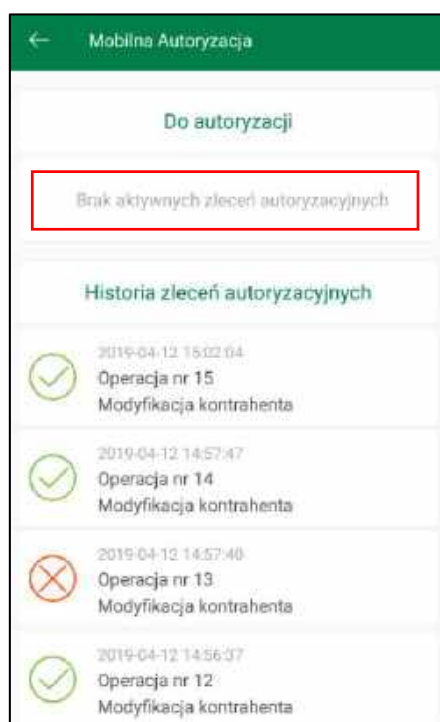 Mobilna Autoryzacja
Do autoryzacji
Brak aktywnych zleceń autoryzacyjnych
Historia zleceń autoryzacyjnych
2019-04-12 15:02:04
Operacja nr 15
Modyfikacja kontrahenta
2019-04-12 14:57:47
Operacja nr 14
Modyfikacja kontrahenta
2019-04-12 14:57:40
Operacja nr 13
Modyfikacja kontrahenta
2019-04-12 14:56:37
Operacja nr 12
Modyfikacja kontrahenta